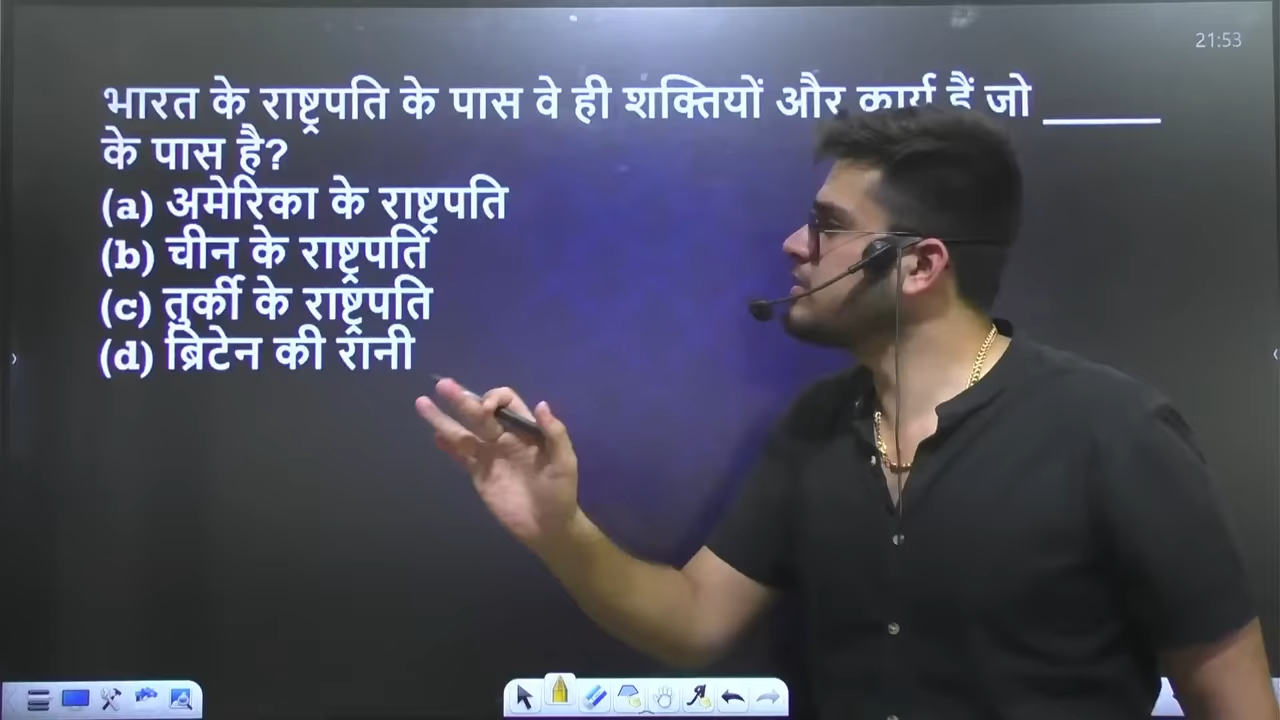 21:53
भारत के राष्ट्रपति के पास वे ही शक्तियों और कार्य हैं जो ______
के पास है?
(a) अमेरिका के राष्ट्रपति
(b) चीन के राष्ट्रपति
(c) तुर्की के राष्ट्रपति
(d) ब्रिटेन की रानी